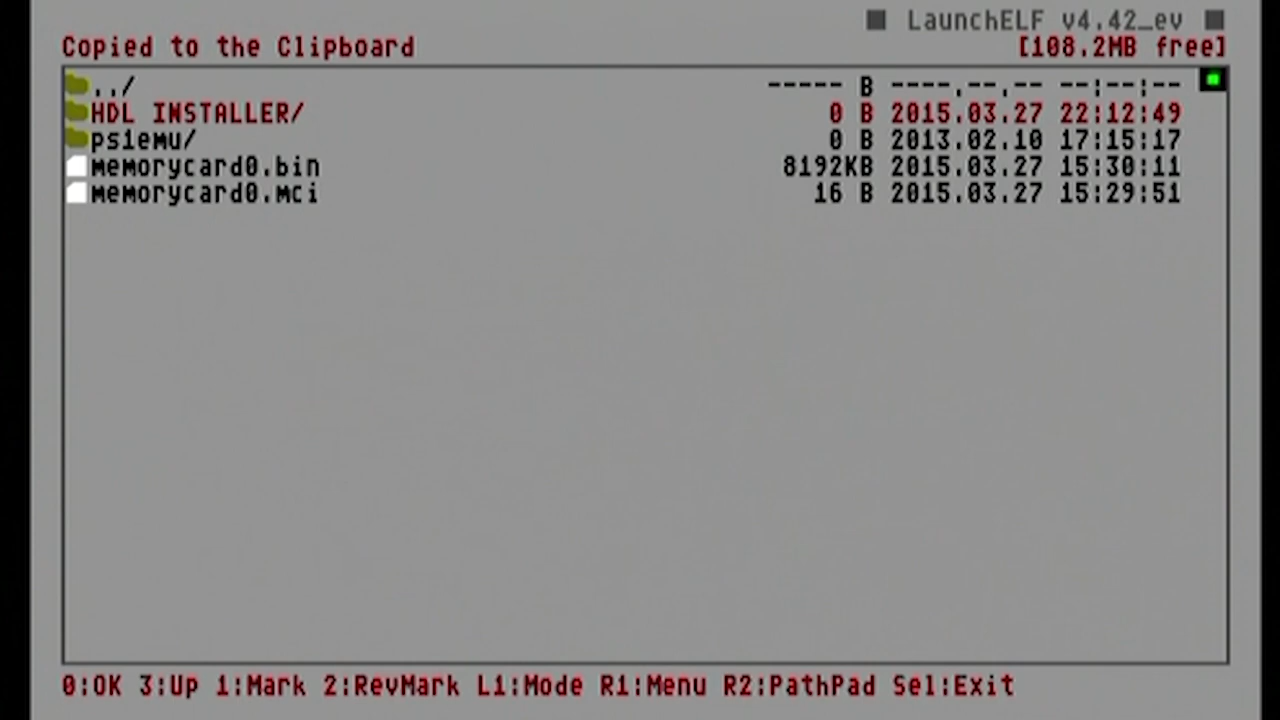 ■ LaunchELF v4.42_ev ■
Copied to the Clipboard [108.2MB free]
../ ----- B ----.--.-- --:--:--
HDL INSTALLER/ 0 B 2015.03.27 22:12:49
ps1emu/ 0 B 2013.02.10 17:15:17
memorycard0.bin 8192KB 2015.03.27 15:30:11
memorycard0.mci 16 B 2015.03.27 15:29:51
0:OK 3:Up 1:Mark 2:RevMark L1:Mode R1:Menu R2:PathPad Sel:Exit